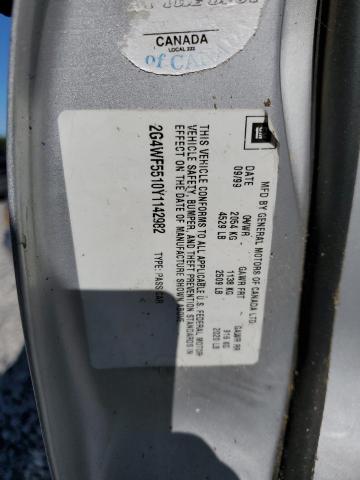 CANADA
LOCAL 222
of CANA
GM
MFD BY GENERAL MOTORS OF CANADA LTD.
DATE GVWR GAWR FRT GAWR RR
09/99 2054 KG 1138 KG 916 KG
4529 LB 2509 LB 2020 LB
THIS VEHICLE CONFORMS TO ALL APPLICABLE U.S. FEDERAL MOTOR
VEHICLE SAFETY, BUMPER, AND THEFT PREVENTION STANDARDS IN
EFFECT ON THE DATE OF MANUFACTURE SHOWN ABOVE.
2G4WF5510Y1142982 TYPE: PASS CAR